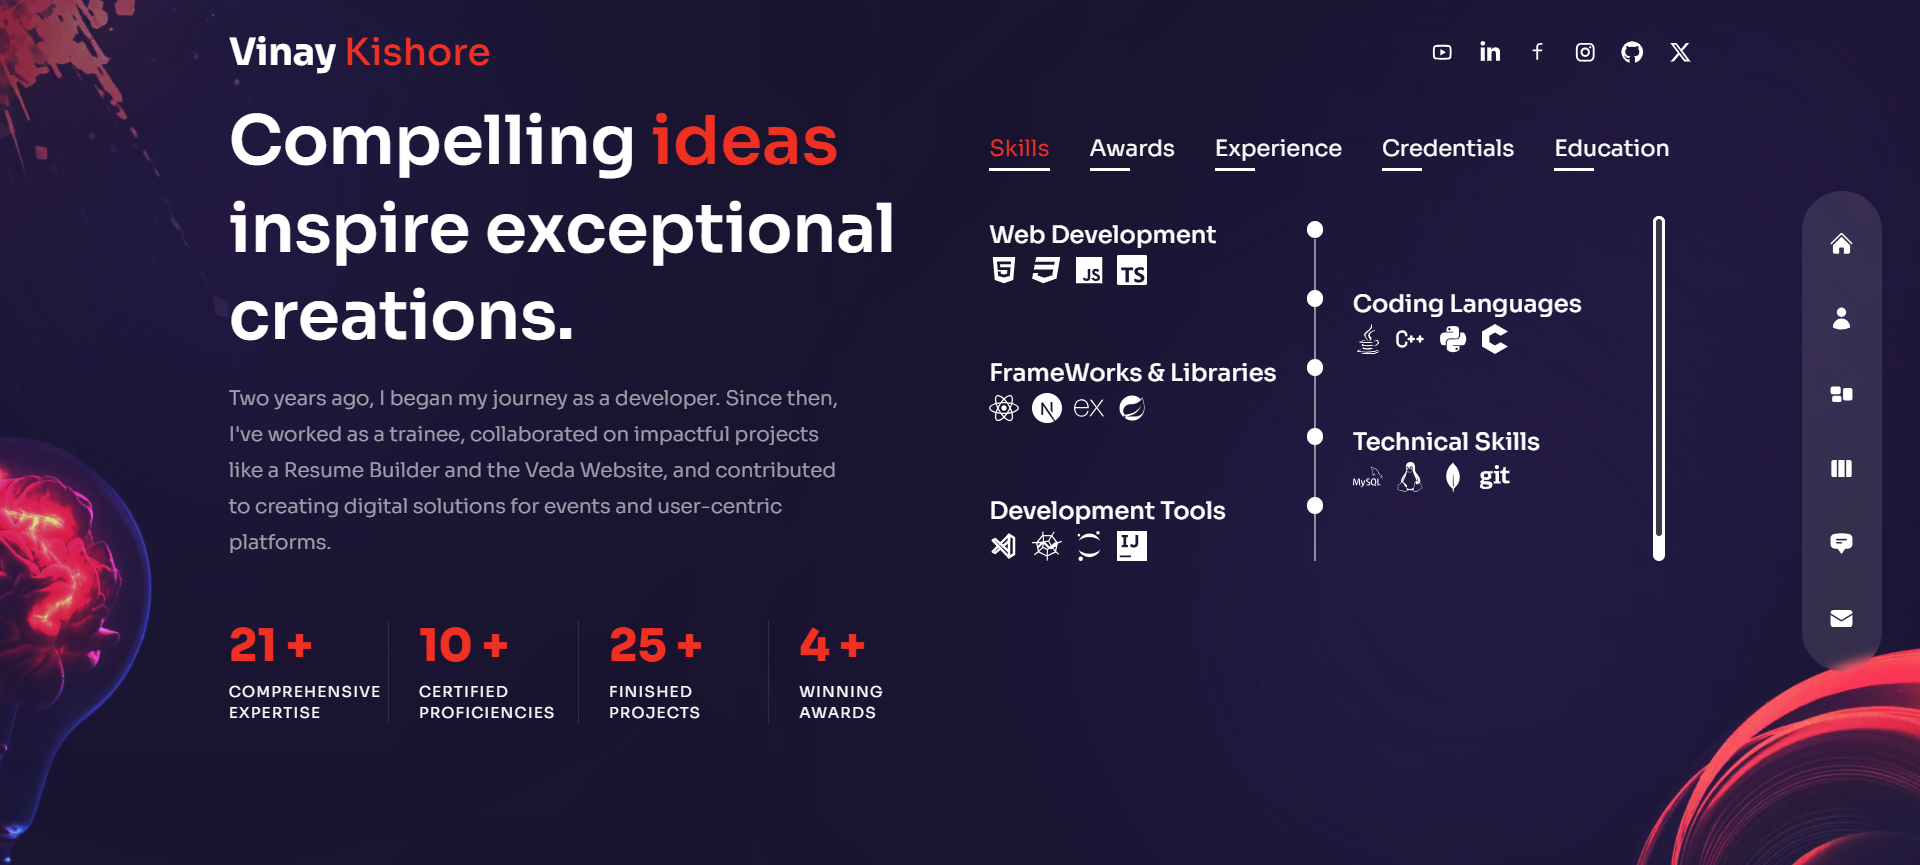 Vinay Kishore
Compelling ideas
inspire exceptional
creations.
Two years ago, I began my journey as a developer. Since then,
I've worked as a trainee, collaborated on impactful projects
like a Resume Builder and the Veda Website, and contributed
to creating digital solutions for events and user-centric
platforms.
21 +
COMPREHENSIVE
EXPERTISE
10 +
CERTIFIED
PROFICIENCIES
25 +
FINISHED
PROJECTS
4 +
WINNING
AWARDS
Skills Awards Experience Credentials Education
Web Development
5 JS TS
Coding Languages
C++ C
FrameWorks & Libraries
N ex
Technical Skills
MySQL git
Development Tools
IJ